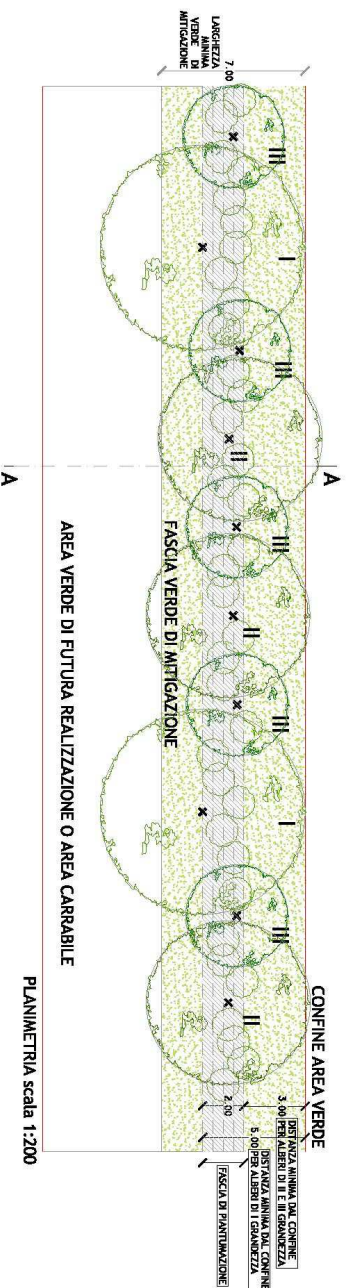 LARGHEZZA
MINIMA
VERDE DI
MITIGAZIONE
7.00
III
I
III
II
III
II
III
I
III
II
A
A
FASCIA VERDE DI MITIGAZIONE
AREA VERDE DI FUTURA REALIZZAZIONE O AREA CARRABILE
CONFINE AREA VERDE
DISTANZA MINIMA DAL CONFINE
3.00 PER ALBERI DI II E III GRANDEZZA
DISTANZA MINIMA DAL CONFINE
5.00 PER ALBERI DI I GRANDEZZA
2.00
FASCIA DI PIANTUMAZIONE
PLANIMETRIA scala 1:200